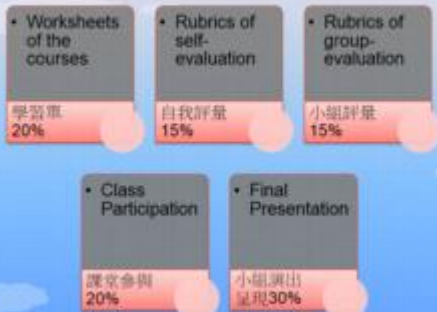 • Worksheets
of the
courses
學習單
20%
• Rubrics of
self-
evaluation
自我評量
15%
• Rubrics of
group-
evaluation
小組評量
15%
• Class
Participation
課堂參與
20%
• Final
Presentation
小組演出
呈現30%